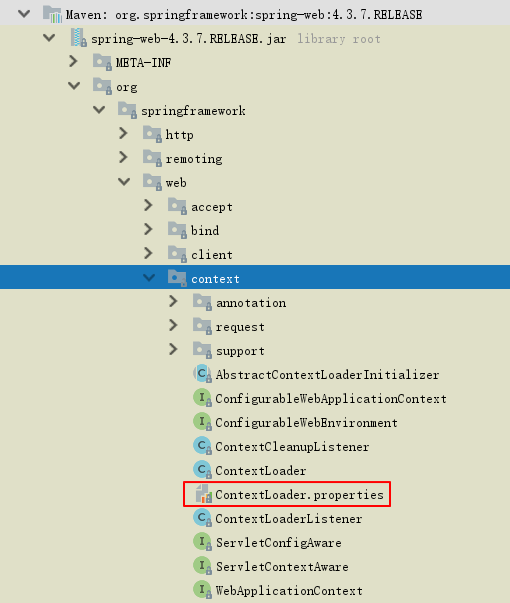 Maven: org.springframework:spring-web:4.3.7.RELEASE
spring-web-4.3.7.RELEASE.jar library root
META-INF
org
springframework
http
remoting
web
accept
bind
client
context
annotation
request
support
AbstractContextLoaderInitializer
ConfigurableWebApplicationContext
ConfigurableWebEnvironment
ContextCleanupListener
ContextLoader
ContextLoader.properties
ContextLoaderListener
ServletConfigAware
ServletContextAware
WebApplicationContext